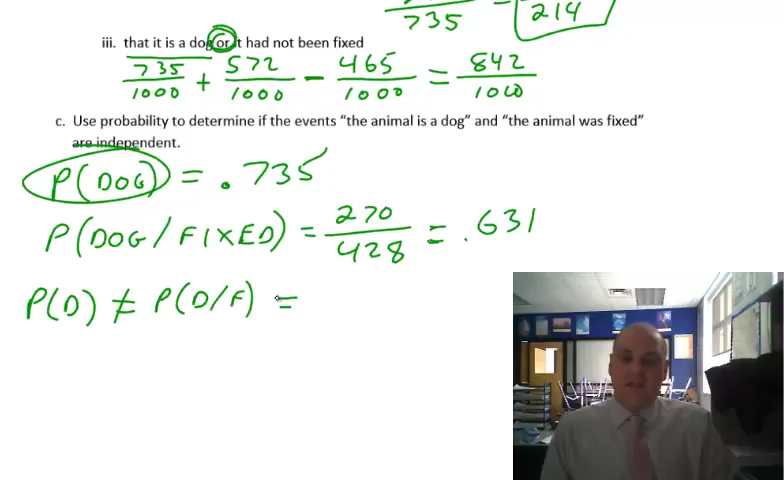 735 = 214
iii. that it is a dog or it had not been fixed
735/1000 + 572/1000 - 465/1000 = 842/1000
c. Use probability to determine if the events “the animal is a dog” and “the animal was fixed”
are independent.
P(DOG) = .735
P(DOG/FIXED) = 270/428 = .631
P(D) ≠ P(D/F) =